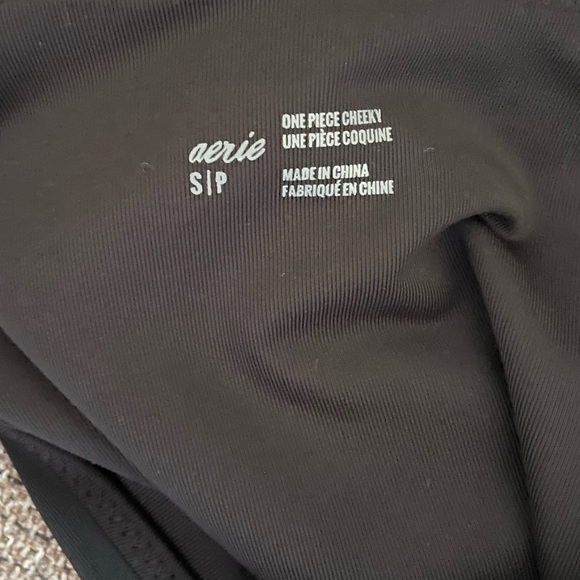 aerie
S|P
ONE PIECE CHEEKY
UNE PIÈCE COQUINE
MADE IN CHINA
FABRIQUÉ EN CHINE